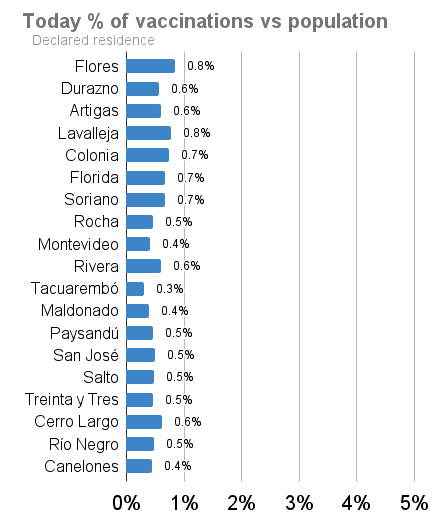 Today % of vaccinations vs population
Declared residence
Flores 0.8%
Durazno 0.6%
Artigas 0.6%
Lavalleja 0.8%
Colonia 0.7%
Florida 0.7%
Soriano 0.7%
Rocha 0.5%
Montevideo 0.4%
Rivera 0.6%
Tacuarembó 0.3%
Maldonado 0.4%
Paysandú 0.5%
San José 0.5%
Salto 0.5%
Treinta y Tres 0.5%
Cerro Largo 0.6%
Río Negro 0.5%
Canelones 0.4%
0% 1% 2% 3% 4% 5%